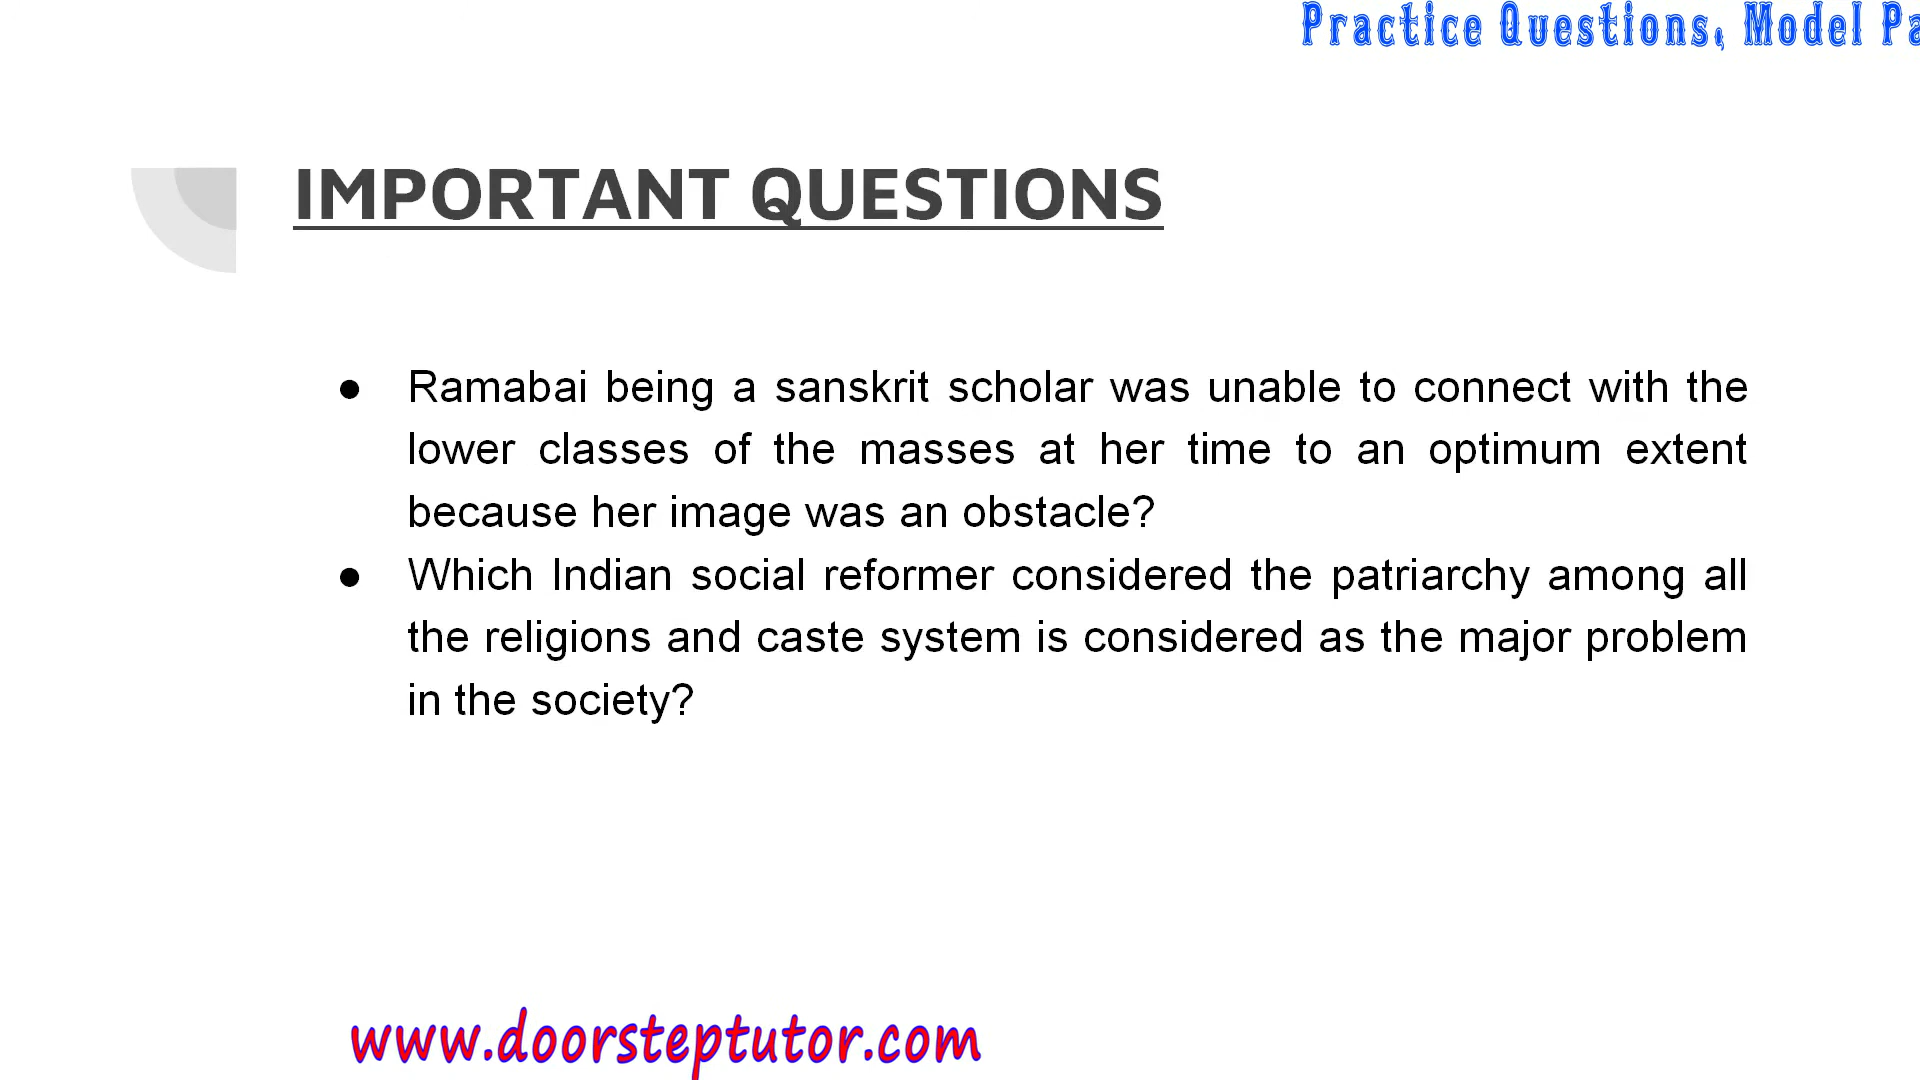 Practice Questions, Model Pa
IMPORTANT QUESTIONS
● Ramabai being a sanskrit scholar was unable to connect with the
lower classes of the masses at her time to an optimum extent
because her image was an obstacle?
● Which Indian social reformer considered the patriarchy among all
the religions and caste system is considered as the major problem
in the society?
www.doorsteptutor.com